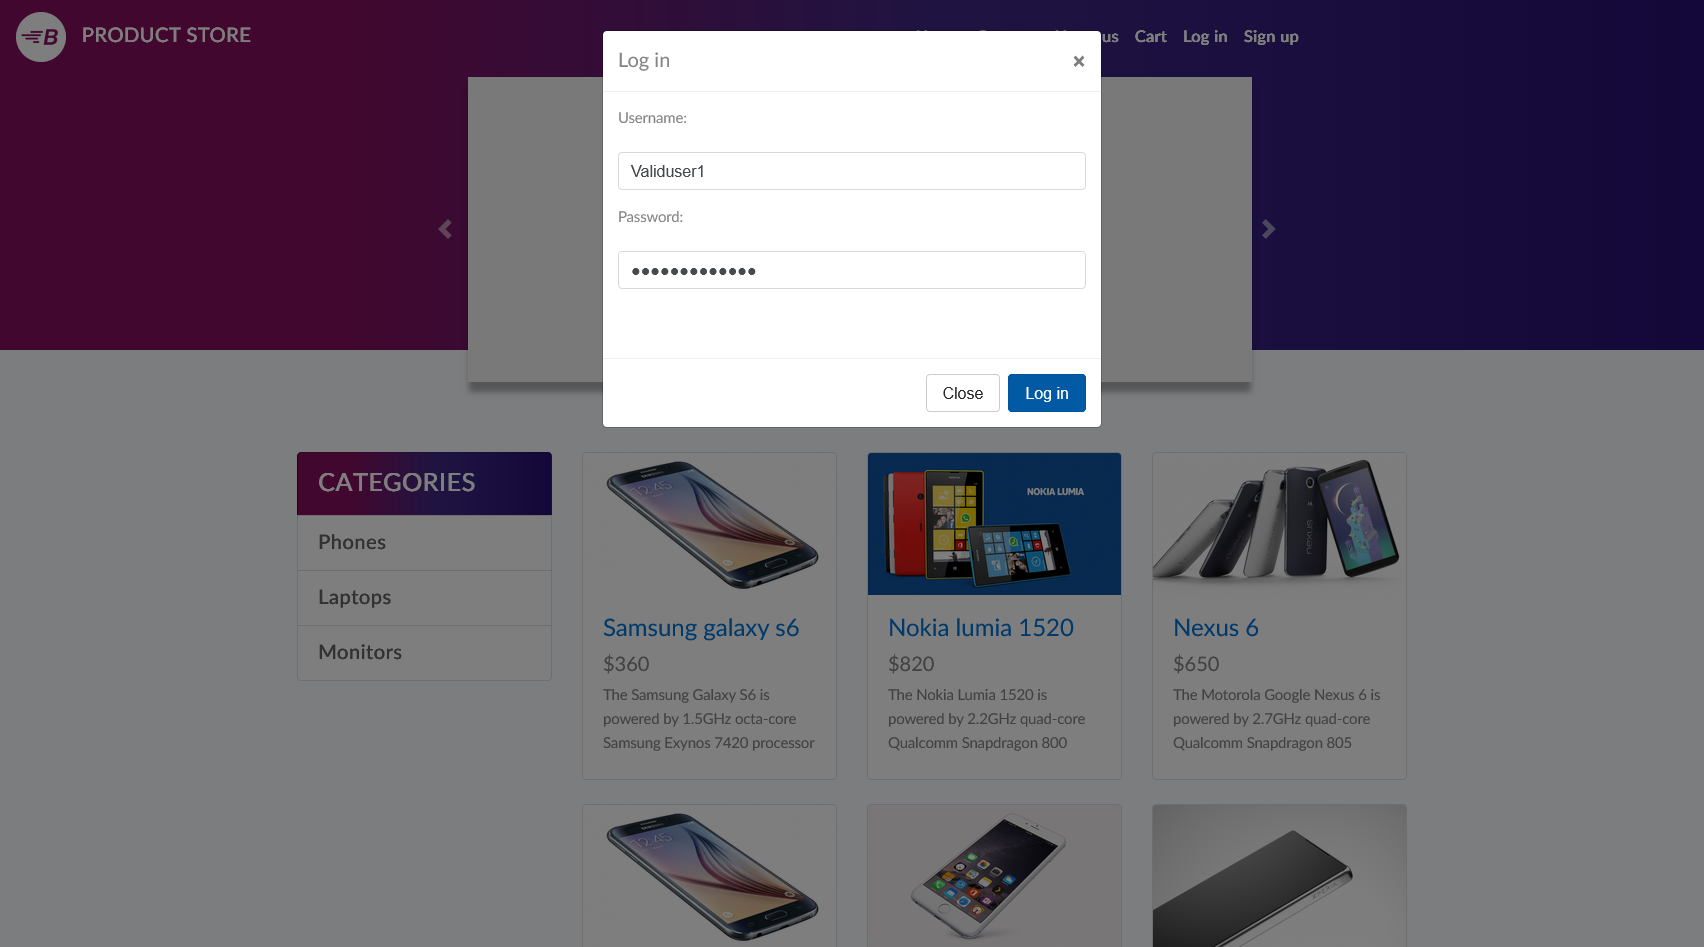 PRODUCT STORE
us Cart Log in Sign up
Log in
×
Username:
Validuser1
Password:
●●●●●●●●●●●●●
Close Log in
CATEGORIES
Phones
Laptops
Monitors
NOKIA LUMIA
nexus
Samsung galaxy s6
$360
The Samsung Galaxy S6 is
powered by 1.5GHz octa-core
Samsung Exynos 7420 processor
Nokia lumia 1520
$820
The Nokia Lumia 1520 is
powered by 2.2GHz quad-core
Qualcomm Snapdragon 800
Nexus 6
$650
The Motorola Google Nexus 6 is
powered by 2.7GHz quad-core
Qualcomm Snapdragon 805